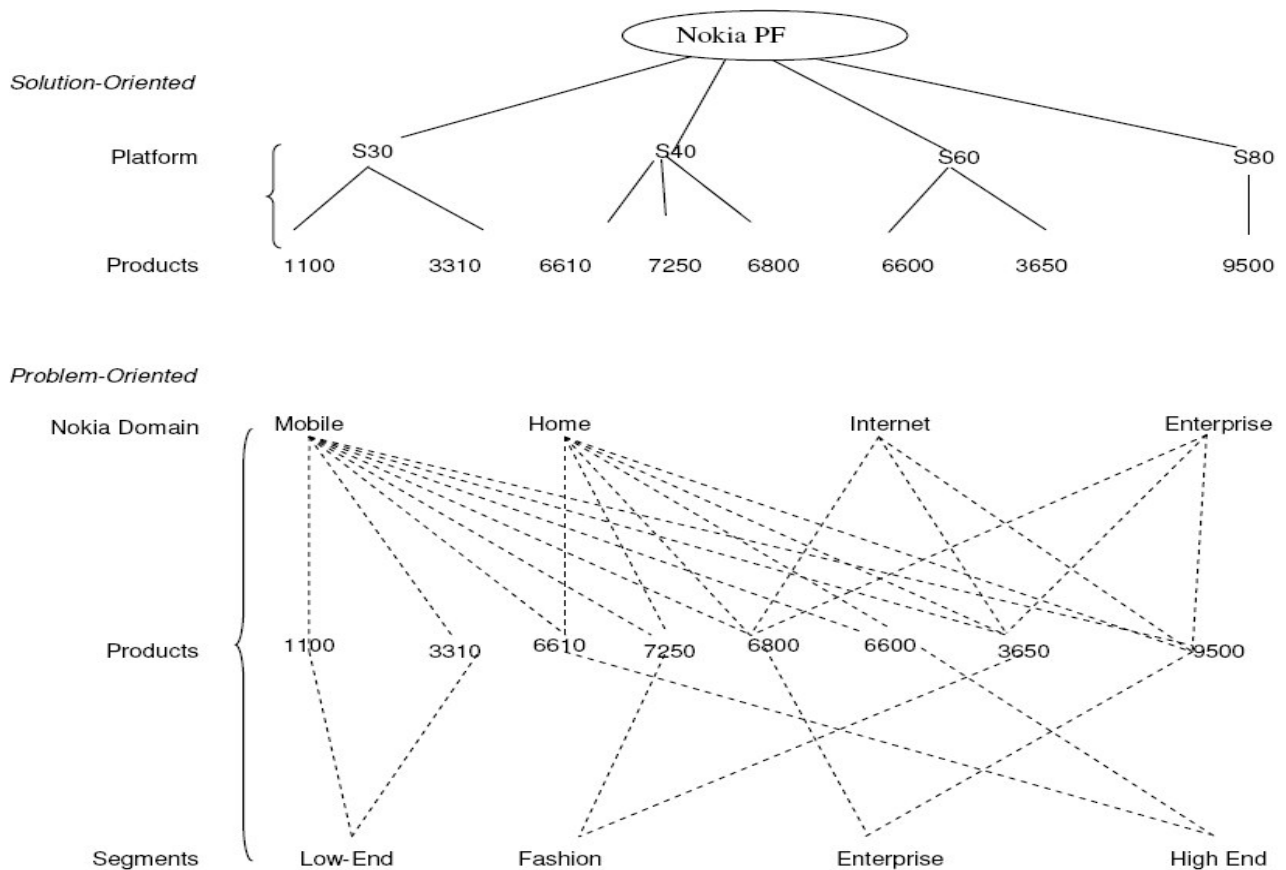 Nokia PF
Solution-Oriented
Platform S30 S40 S60 S80
Products 1100 3310 6610 7250 6800 6600 3650 9500
Problem-Oriented
Nokia Domain Mobile Home Internet Enterprise
Products 1100 3310 6610 7250 6800 6600 3650 9500
Segments Low-End Fashion Enterprise High End